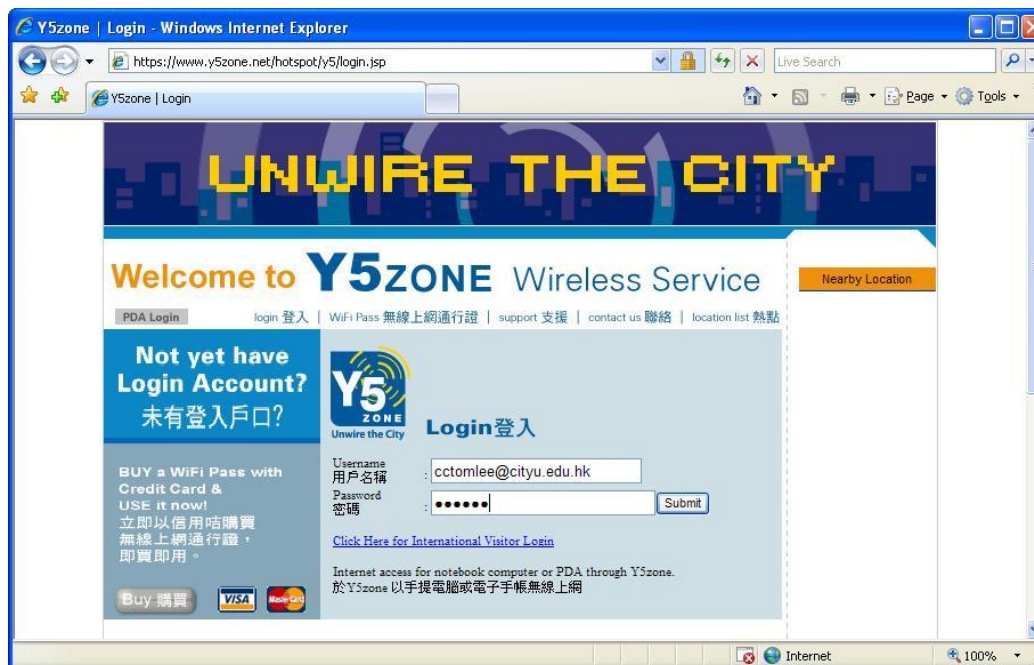 Y5zone | Login - Windows Internet Explorer
https://www.y5zone.net/hotspot/y5/login.jsp
Live Search
Y5zone | Login
Page
Tools
UNWIRE THE CITY
Welcome to Y5ZONE Wireless Service
Nearby Location
PDA Login
login 登入 | WiFi Pass 無線上網通行證 | support 支援 | contact us 聯絡 | location list 熱點
Not yet have
Login Account?
未有登入戶口?
Y5
ZONE
Unwire the City
Login登入
BUY a WiFi Pass with
Credit Card &
USE it now!
立即以信用咭購買
無線上網通行證，
即買即用。
Buy 購買
VISA
MasterCard
Username
用戶名稱
: cctomlee@cityu.edu.hk
Password
密碼
: ●●●●●●
Submit
Click Here for International Visitor Login
Internet access for notebook computer or PDA through Y5zone.
於Y5zone 以手提電腦或電子手帳無線上網
Internet
100%